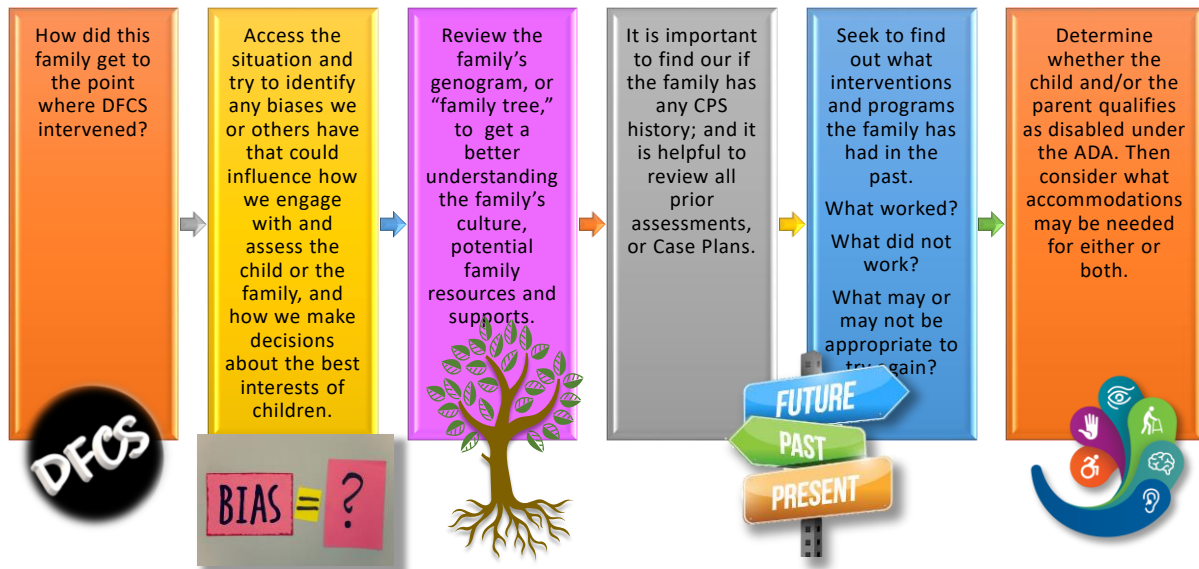 How did this
family get to
the point
where DFCS
intervened?
DFCS
Access the
situation and
try to identify
any biases we
or others have
that could
influence how
we engage
with and
assess the
child or the
family, and
how we make
decisions
about the best
interests of
children.
BIAS = ?
Review the
family’s
genogram, or
“family tree,”
to get a
better
understanding
the family’s
culture,
potential
family
resources and
supports.
It is important
to find our if
the family has
any CPS
history; and it
is helpful to
review all
prior
assessments,
or Case Plans.
Seek to find
out what
interventions
and programs
the family has
had in the
past.
What worked?
What did not
work?
What may or
may not be
appropriate to
try again?
FUTURE
PAST
PRESENT
Determine
whether the
child and/or the
parent qualifies
as disabled under
the ADA. Then
consider what
accommodations
may be needed
for either or
both.